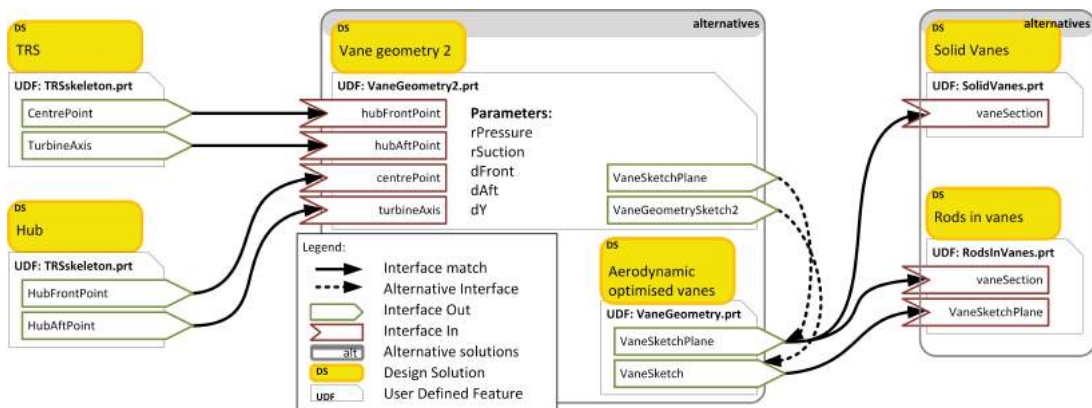 DS
TRS
UDF: TRSskeleton.prt
CentrePoint
TurbineAxis
DS
Hub
UDF: TRSskeleton.prt
HubFrontPoint
HubAftPoint
alternatives
DS
Vane geometry 2
UDF: VaneGeometry2.prt
hubFrontPoint
hubAftPoint
centrePoint
turbineAxis
Parameters:
rPressure
rSuction
dFront
dAft
dY
VaneSketchPlane
VaneGeometrySketch2
DS
Aerodynamic
optimised vanes
UDF: VaneGeometry.prt
VaneSketchPlane
VaneSketch
Legend:
Interface match
Alternative Interface
Interface Out
Interface In
alt
Alternative solutions
DS
Design Solution
UDF
User Defined Feature
alternatives
DS
Solid Vanes
UDF: SolidVanes.prt
vaneSection
DS
Rods in vanes
UDF: RodsInVanes.prt
vaneSection
VaneSketchPlane